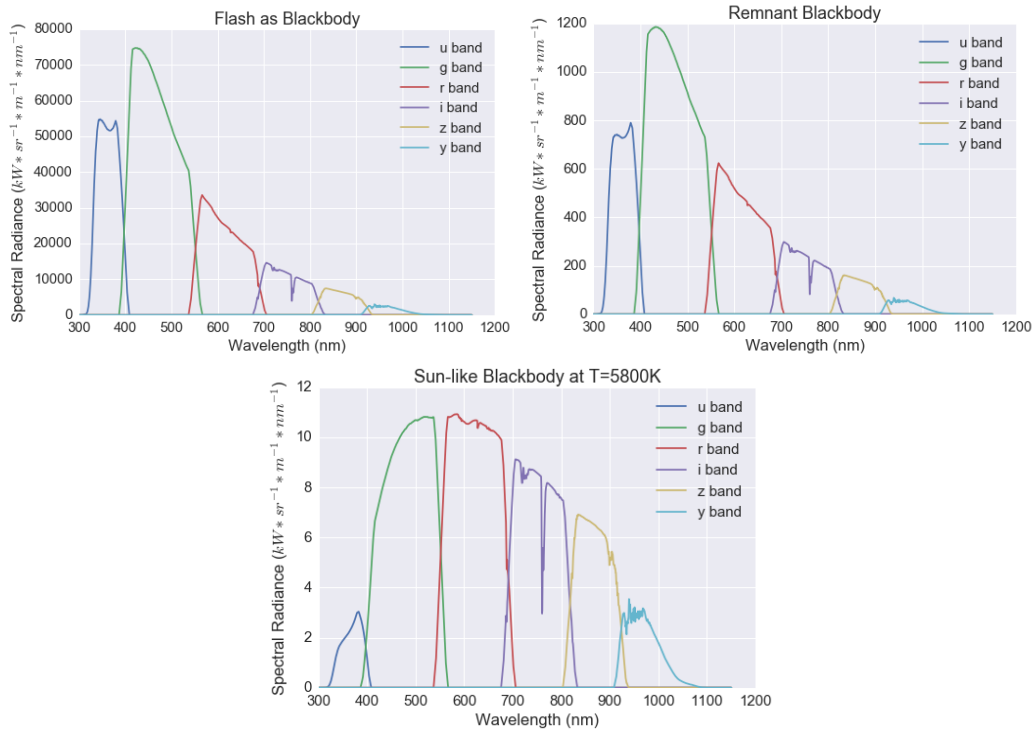 Flash as Blackbody
Spectral Radiance (kW * sr⁻¹ * m⁻¹ * nm⁻¹)
80000
70000
60000
50000
40000
30000
20000
10000
0
300 400 500 600 700 800 900 1000 1100 1200
Wavelength (nm)
u band
g band
r band
i band
z band
y band
Remnant Blackbody
Spectral Radiance (kW * sr⁻¹ * m⁻¹ * nm⁻¹)
1200
1000
800
600
400
200
0
300 400 500 600 700 800 900 1000 1100 1200
Wavelength (nm)
u band
g band
r band
i band
z band
y band
Sun-like Blackbody at T=5800K
Spectral Radiance (kW * sr⁻¹ * m⁻¹ * nm⁻¹)
12
10
8
6
4
2
0
300 400 500 600 700 800 900 1000 1100 1200
Wavelength (nm)
u band
g band
r band
i band
z band
y band